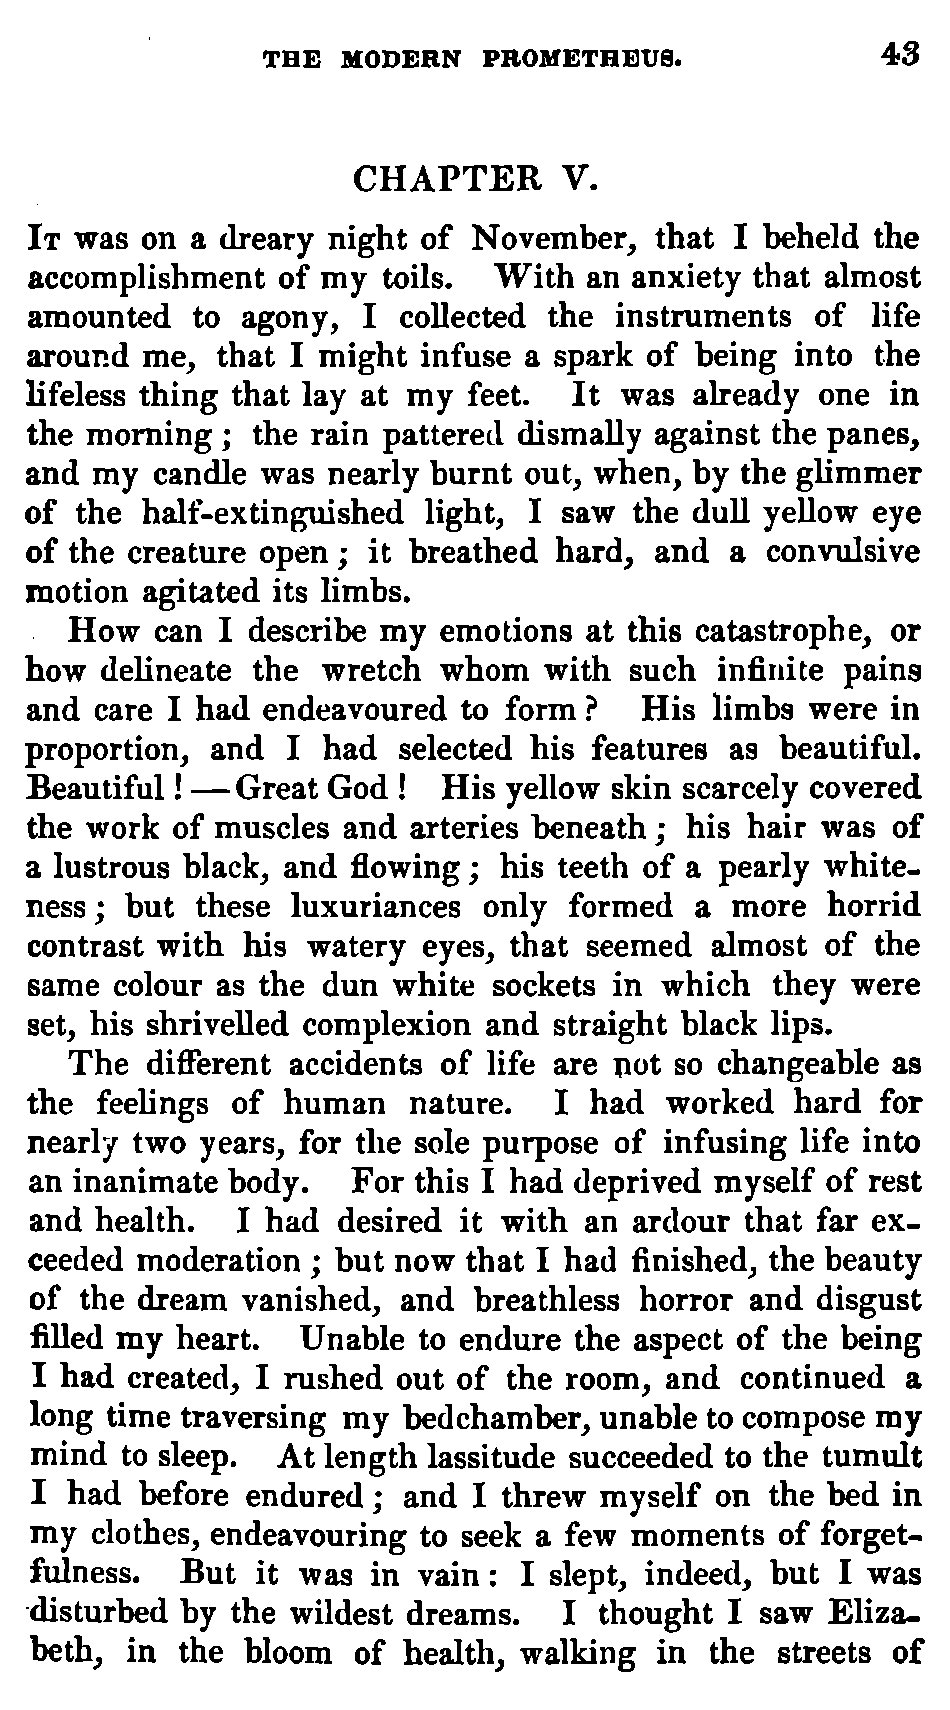 THE MODERN PROMETHEUS. 43
CHAPTER V.
IT was on a dreary night of November, that I beheld the
accomplishment of my toils. With an anxiety that almost
amounted to agony, I collected the instruments of life
around me, that I might infuse a spark of being into the
lifeless thing that lay at my feet. It was already one in
the morning ; the rain pattered dismally against the panes,
and my candle was nearly burnt out, when, by the glimmer
of the half-extinguished light, I saw the dull yellow eye
of the creature open ; it breathed hard, and a convulsive
motion agitated its limbs.
How can I describe my emotions at this catastrophe, or
how delineate the wretch whom with such infinite pains
and care I had endeavoured to form ? His limbs were in
proportion, and I had selected his features as beautiful.
Beautiful ! — Great God ! His yellow skin scarcely covered
the work of muscles and arteries beneath ; his hair was of
a lustrous black, and flowing ; his teeth of a pearly white-
ness ; but these luxuriances only formed a more horrid
contrast with his watery eyes, that seemed almost of the
same colour as the dun white sockets in which they were
set, his shrivelled complexion and straight black lips.
The different accidents of life are not so changeable as
the feelings of human nature. I had worked hard for
nearly two years, for the sole purpose of infusing life into
an inanimate body. For this I had deprived myself of rest
and health. I had desired it with an ardour that far ex-
ceeded moderation ; but now that I had finished, the beauty
of the dream vanished, and breathless horror and disgust
filled my heart. Unable to endure the aspect of the being
I had created, I rushed out of the room, and continued a
long time traversing my bedchamber, unable to compose my
mind to sleep. At length lassitude succeeded to the tumult
I had before endured ; and I threw myself on the bed in
my clothes, endeavouring to seek a few moments of forget-
fulness. But it was in vain : I slept, indeed, but I was
disturbed by the wildest dreams. I thought I saw Eliza-
beth, in the bloom of health, walking in the streets of